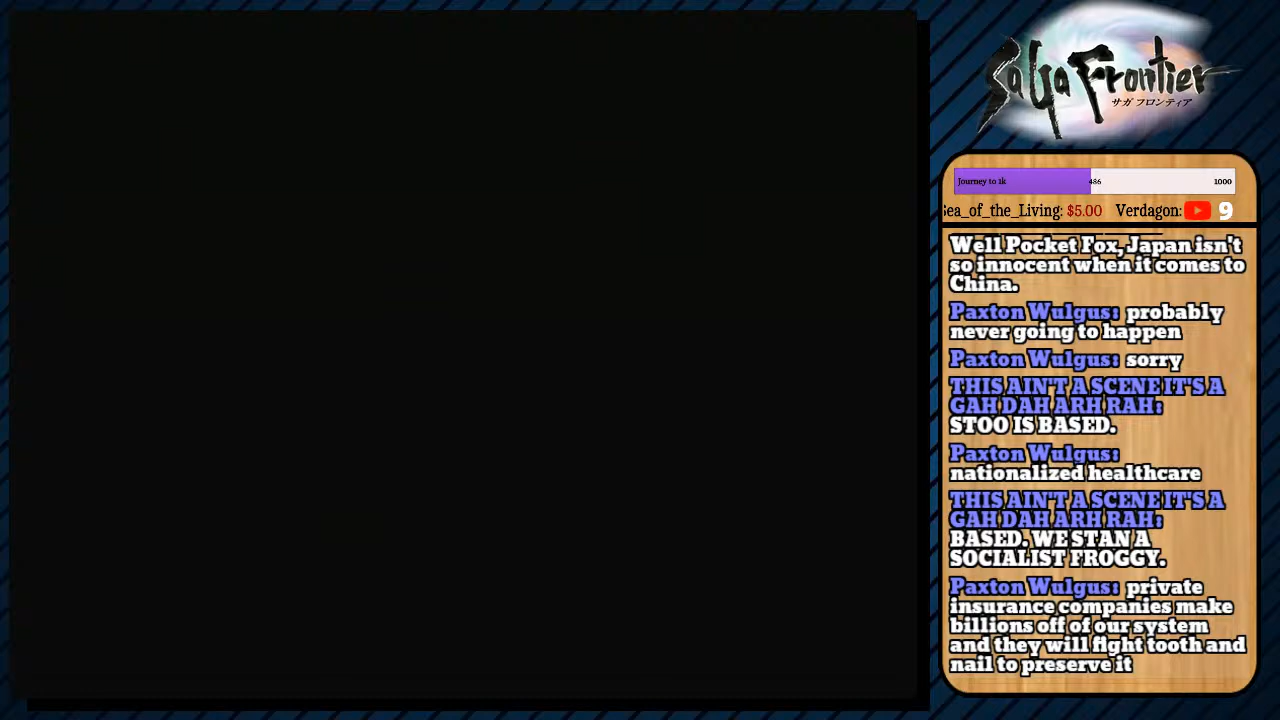 SaGa Frontier
サガ フロンティア
Journey to 1k 486 1000
Sea_of_the_Living: $5.00 Verdagon: 9
Well Pocket Fox, Japan isn't
so innocent when it comes to
China.
Paxton Wulgus: probably
never going to happen
Paxton Wulgus: sorry
THIS AIN'T A SCENE IT'S A
GAH DAH ARH RAH:
STOO IS BASED.
Paxton Wulgus:
nationalized healthcare
THIS AIN'T A SCENE IT'S A
GAH DAH ARH RAH:
BASED. WE STAN A
SOCIALIST FROGGY.
Paxton Wulgus: private
insurance companies make
billions off of our system
and they will fight tooth and
nail to preserve it